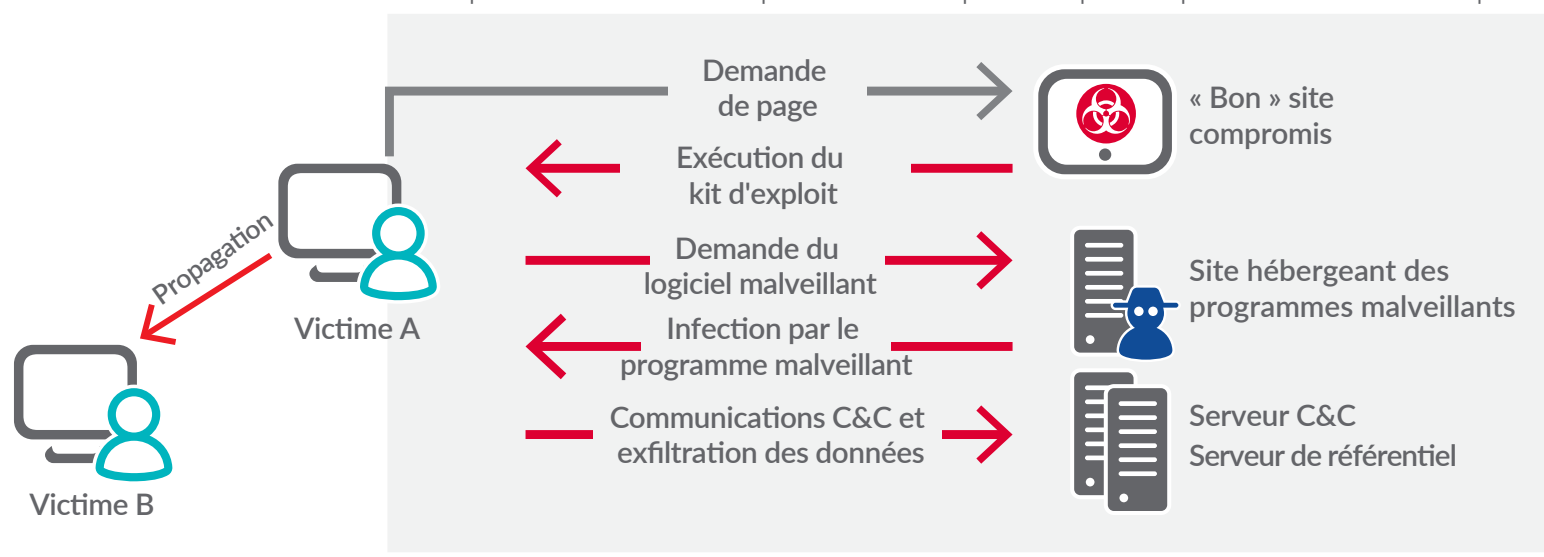 Demande
de page
« Bon » site
compromis
Exécution du
kit d'exploit
Propagation
Demande du
logiciel malveillant
Site hébergeant des
programmes malveillants
Victime A
Infection par le
programme malveillant
Communications C&C et
exfiltration des données
Serveur C&C
Serveur de référentiel
Victime B